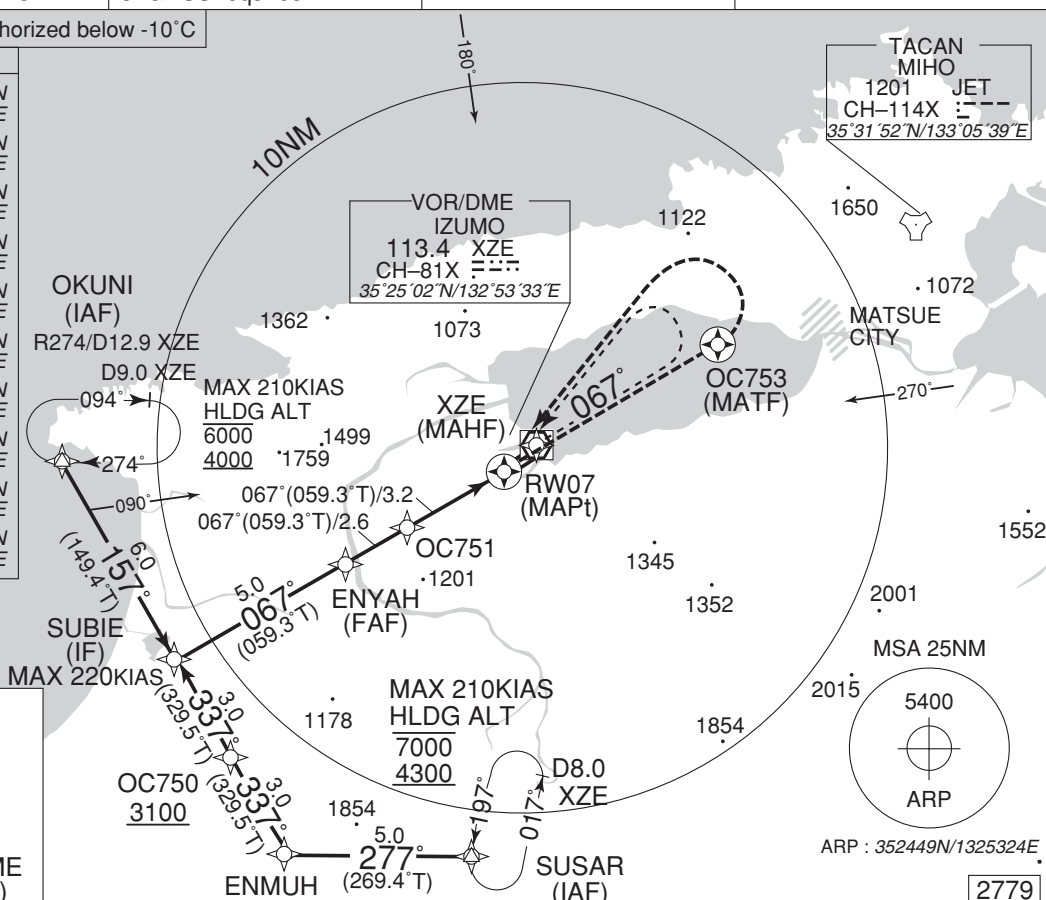 horized below -10˚C
N
E
N
E
N
E
N
E
N
E
N
E
N
E
N
E
N
E
N
E
180˚
10NM
TACAN
MIHO
1201 JET
CH–114X
35˚31´52˝N/133˚05´39˝E
VOR/DME
IZUMO
113.4 XZE
CH–81X
35˚25´02˝N/132˚53´33˝E
1122
1650
1072
1362
1073
MATSUE
CITY
OKUNI
(IAF)
R274/D12.9 XZE
D9.0 XZE
094˚
274˚
MAX 210KIAS
HLDG ALT
6000
4000
1499
1759
XZE
(MAHF)
067˚
OC753
(MATF)
270˚
090˚
067˚(059.3˚T)/3.2
067˚(059.3˚T)/2.6
RW07
(MAPt)
OC751
1552
1345
1201
1352
6.0
157˚
(149.4˚T)
ENYAH
(FAF)
5.0
067˚
(059.3˚T)
2001
SUBIE
(IF)
MAX 220KIAS
MSA 25NM
5400
ARP
2015
3.0
337˚
(329.5˚T)
1178
MAX 210KIAS
HLDG ALT
7000
4300
1854
OC750
3100
3.0
337˚
(329.5˚T)
D8.0
XZE
197˚
017˚
1854
5.0
277˚
(269.4˚T)
ENMUH
SUSAR
(IAF)
ARP : 352449N/1325324E
ME
)
2779